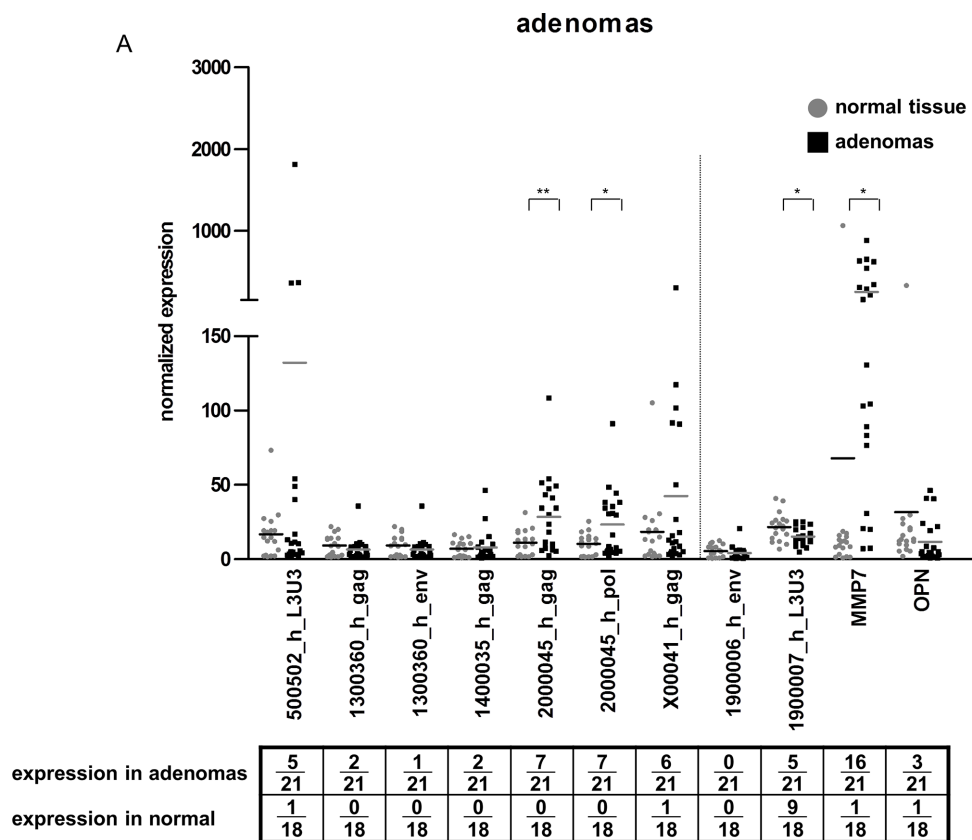 adenomas
A
3000
normal tissue
adenomas
2000
** * * *
1000
normalized expression
150
100
50
0
500502_h_L3U3
1300360_h_gag
1300360_h_env
1400035_h_gag
2000045_h_gag
2000045_h_pol
X00041_h_gag
1900006_h_env
1900007_h_L3U3
MMP7
OPN
expression in adenomas 5/21 2/21 1/21 2/21 7/21 7/21 6/21 0/21 5/21 16/21 3/21
expression in normal 1/18 0/18 0/18 0/18 0/18 0/18 1/18 0/18 9/18 1/18 1/18